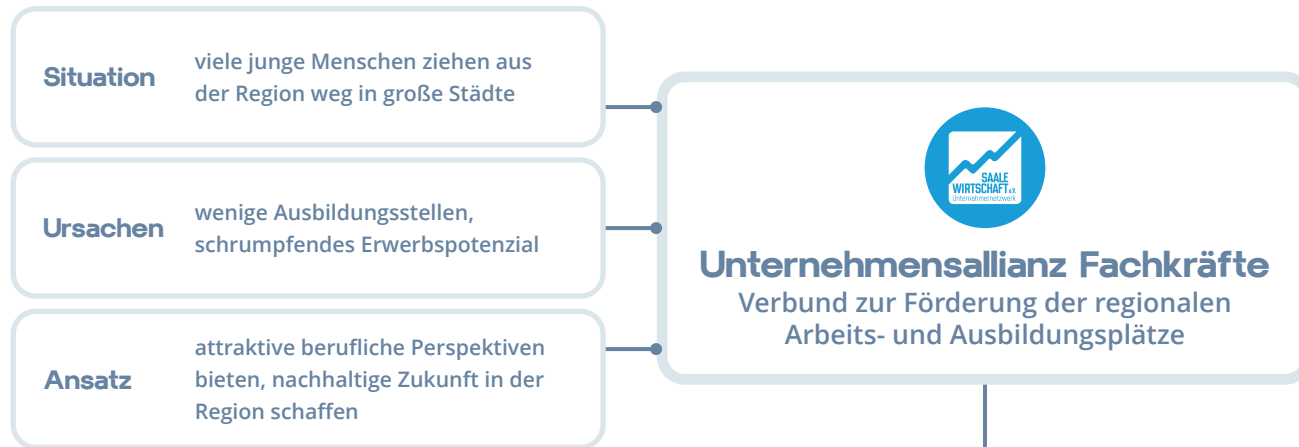 Situation
viele junge Menschen ziehen aus
der Region weg in große Städte
Ursachen
wenige Ausbildungsstellen,
schrumpfendes Erwerbspotenzial
Ansatz
attraktive berufliche Perspektiven
bieten, nachhaltige Zukunft in der
Region schaffen
SAALE
WIRTSCHAFT e.V.
Unternehmernetzwerk
Unternehmensallianz Fachkräfte
Verbund zur Förderung der regionalen
Arbeits- und Ausbildungsplätze